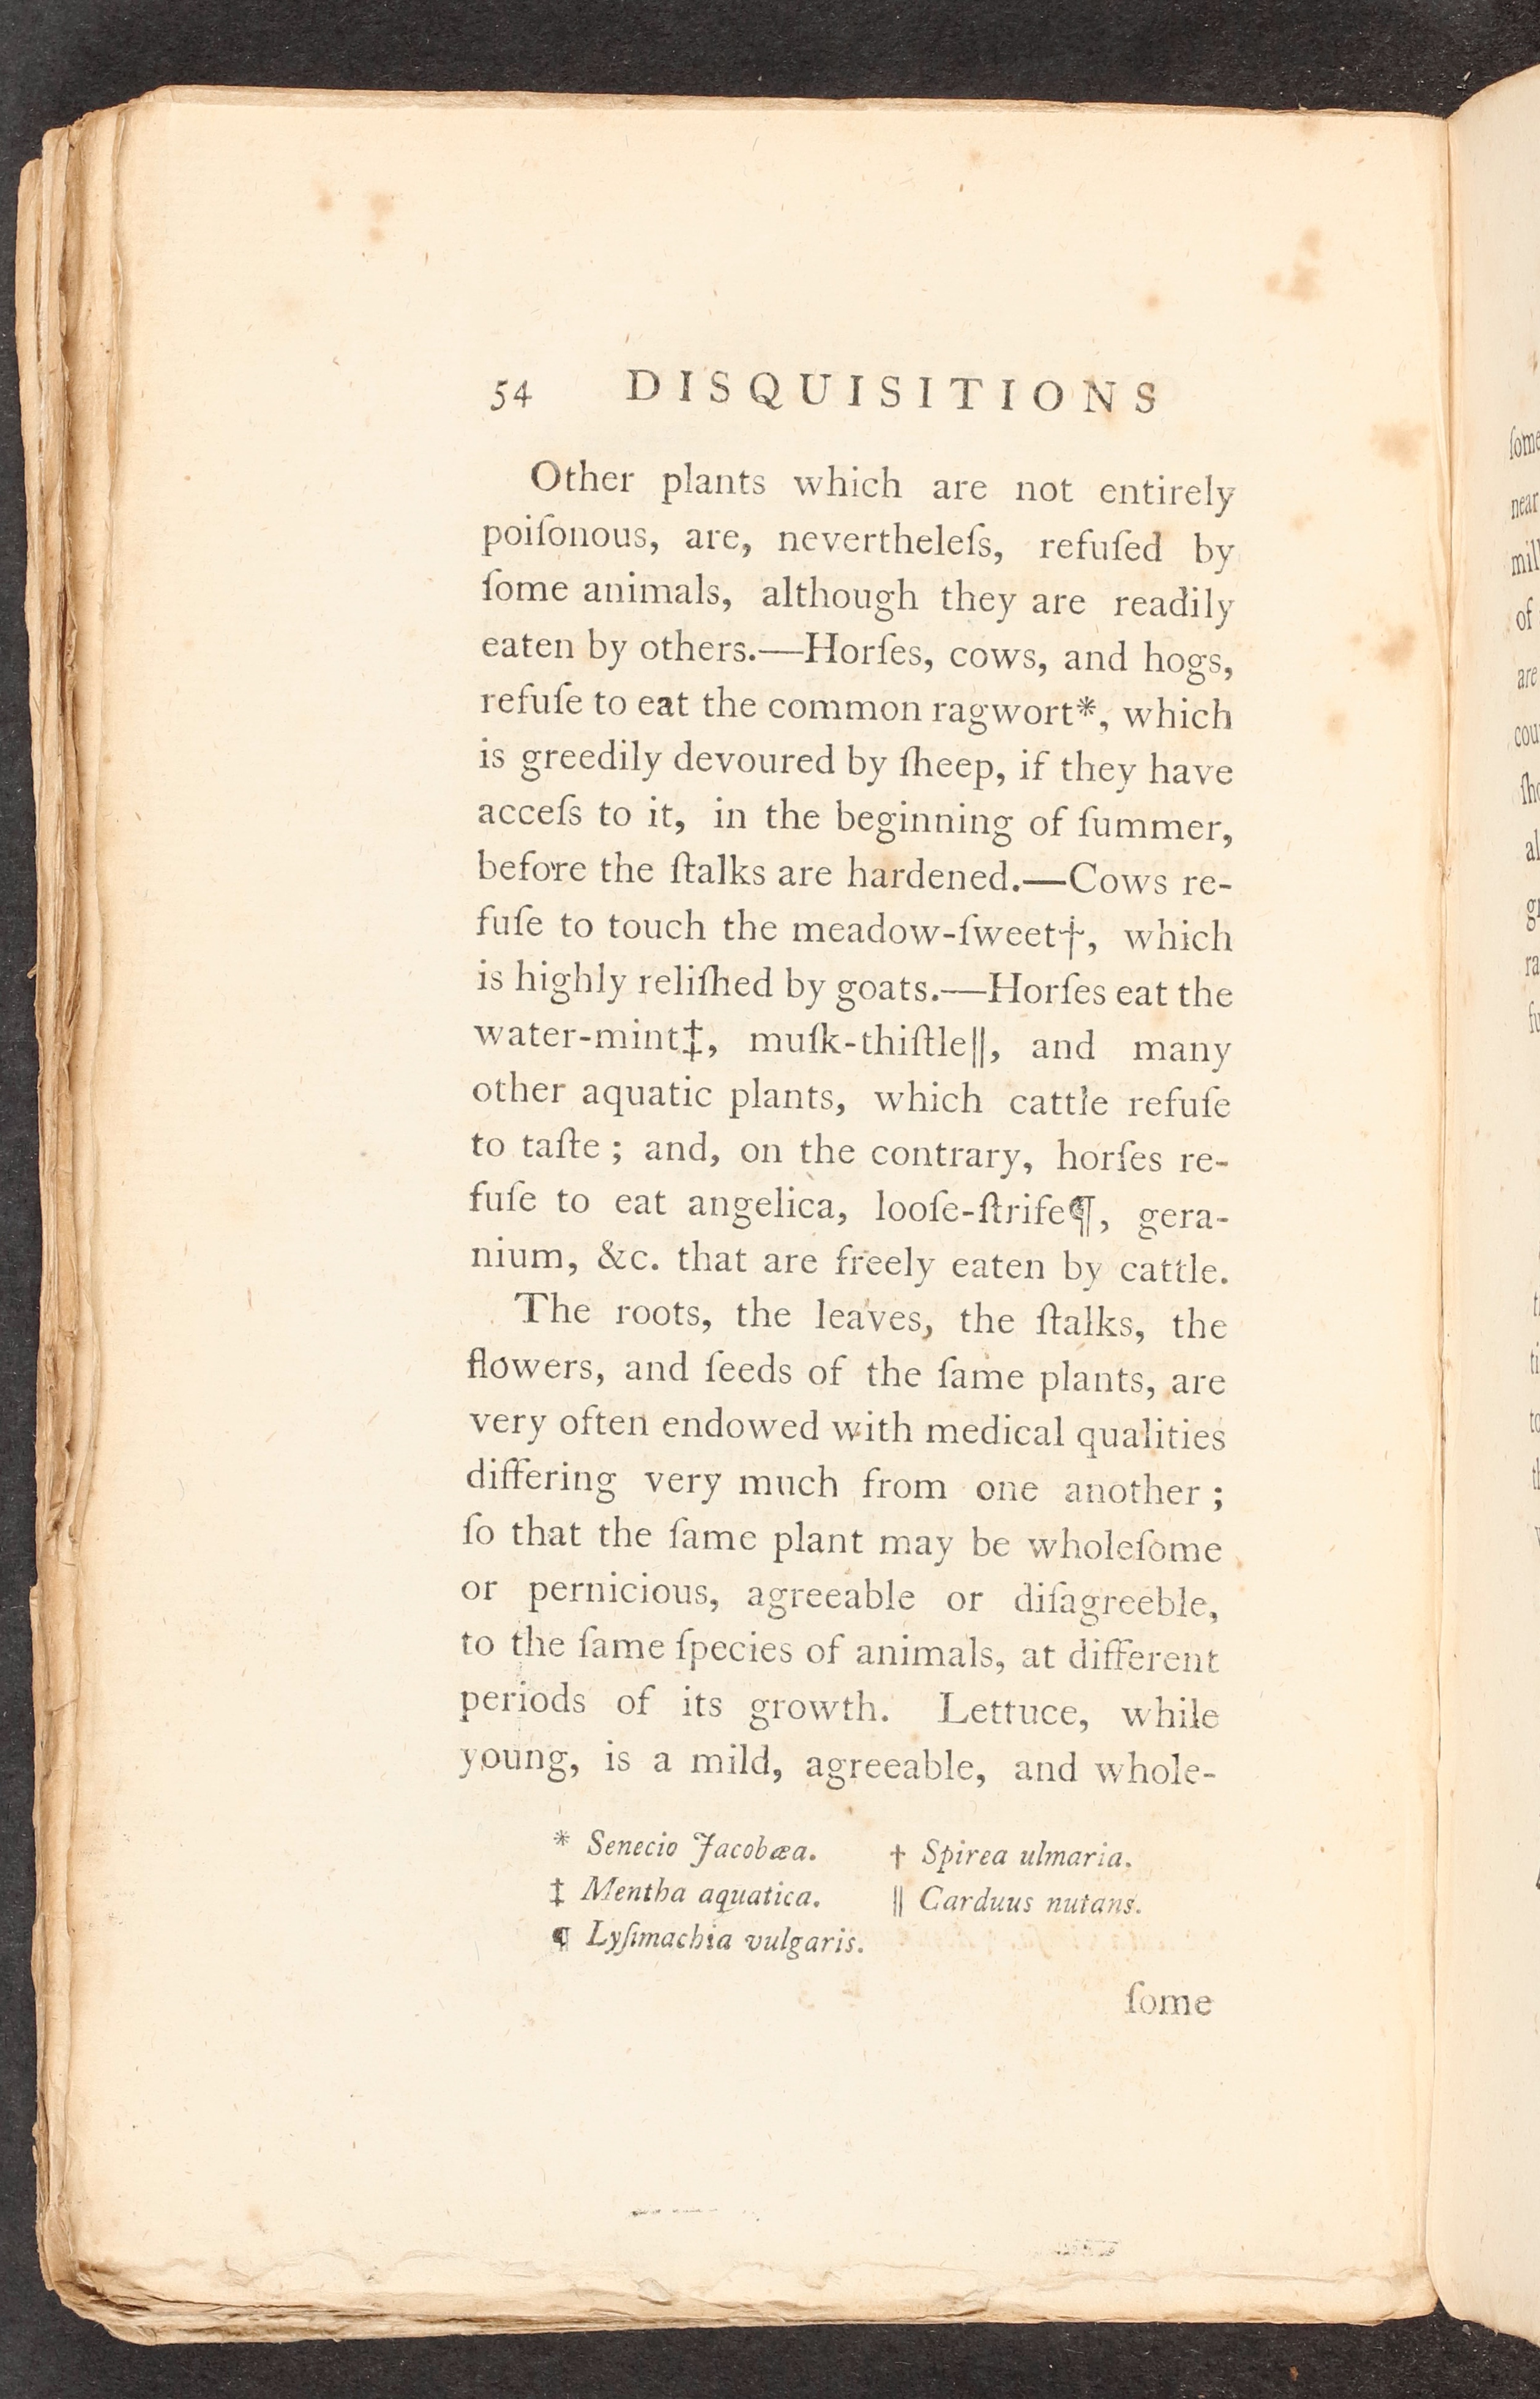 54 DISQUISITIONS
Other plants which are not entirely
poiſonous, are, nevertheleſs, refuſed by
ſome animals, although they are readily
eaten by others.—Horſes, cows, and hogs,
refuſe to eat the common ragwort*, which
is greedily devoured by ſheep, if they have
acceſs to it, in the beginning of ſummer,
before the ſtalks are hardened.—Cows re-
fuſe to touch the meadow-ſweet†, which
is highly reliſhed by goats.—Horſes eat the
water-mint‡, muſk-thiſtle||, and many
other aquatic plants, which cattle refuſe
to taſte; and, on the contrary, horſes re-
fuſe to eat angelica, looſe-ſtrife¶, gera-
nium, &c. that are freely eaten by cattle.
The roots, the leaves, the ſtalks, the
flowers, and ſeeds of the ſame plants, are
very often endowed with medical qualities
differing very much from one another;
ſo that the ſame plant may be wholeſome
or pernicious, agreeable or diſagreeble,
to the ſame ſpecies of animals, at different
periods of its growth. Lettuce, while
young, is a mild, agreeable, and whole-
* Senecio Jacobæa. † Spirea ulmaria.
‡ Mentha aquatica. || Carduus nutans.
¶ Lyſimachia vulgaris.
ſome
ſome
near
mill
of
are